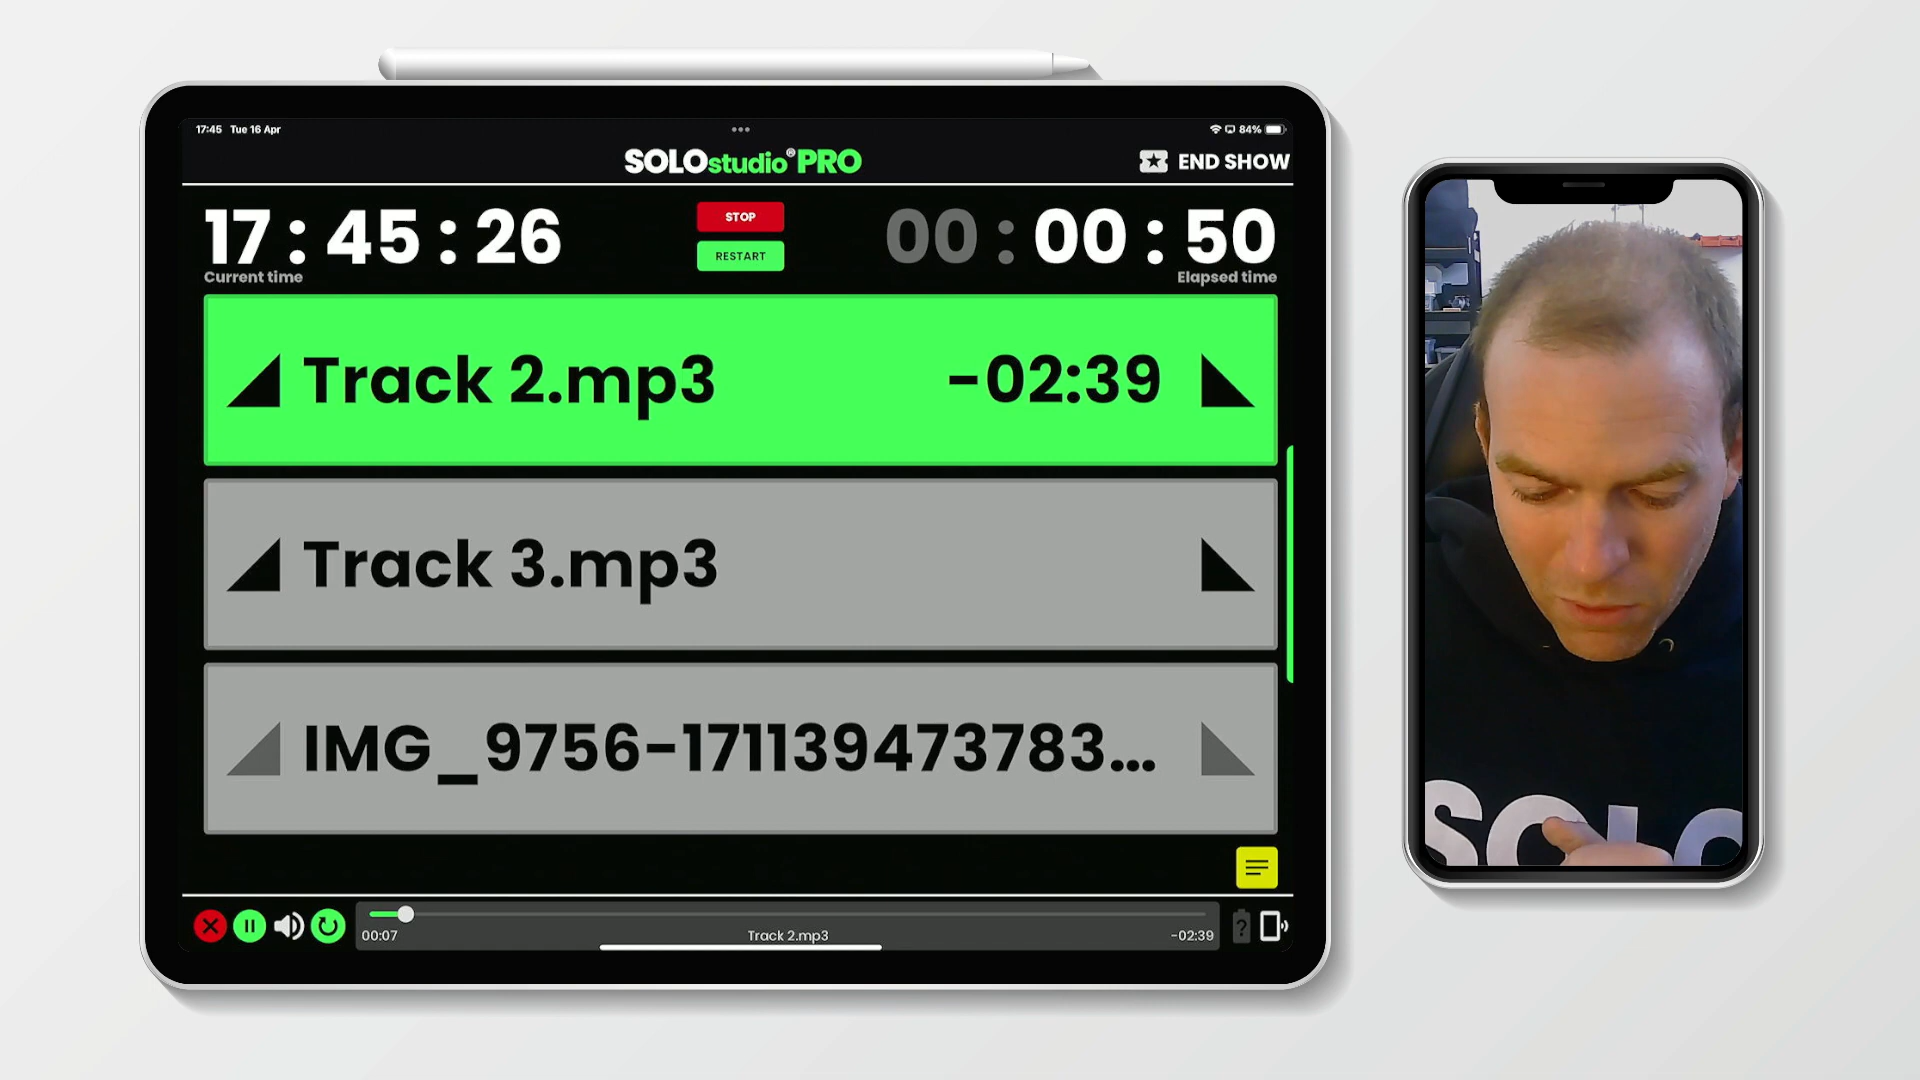 17:45 Tue 16 Apr
84%
SOLOstudio® PRO
END SHOW
17 : 45 : 26
Current time
STOP
RESTART
00 : 00 : 50
Elapsed time
Track 2.mp3
-02:39
Track 3.mp3
IMG_9756-171139473783...
00:07
Track 2.mp3
-02:39
?
SOLO